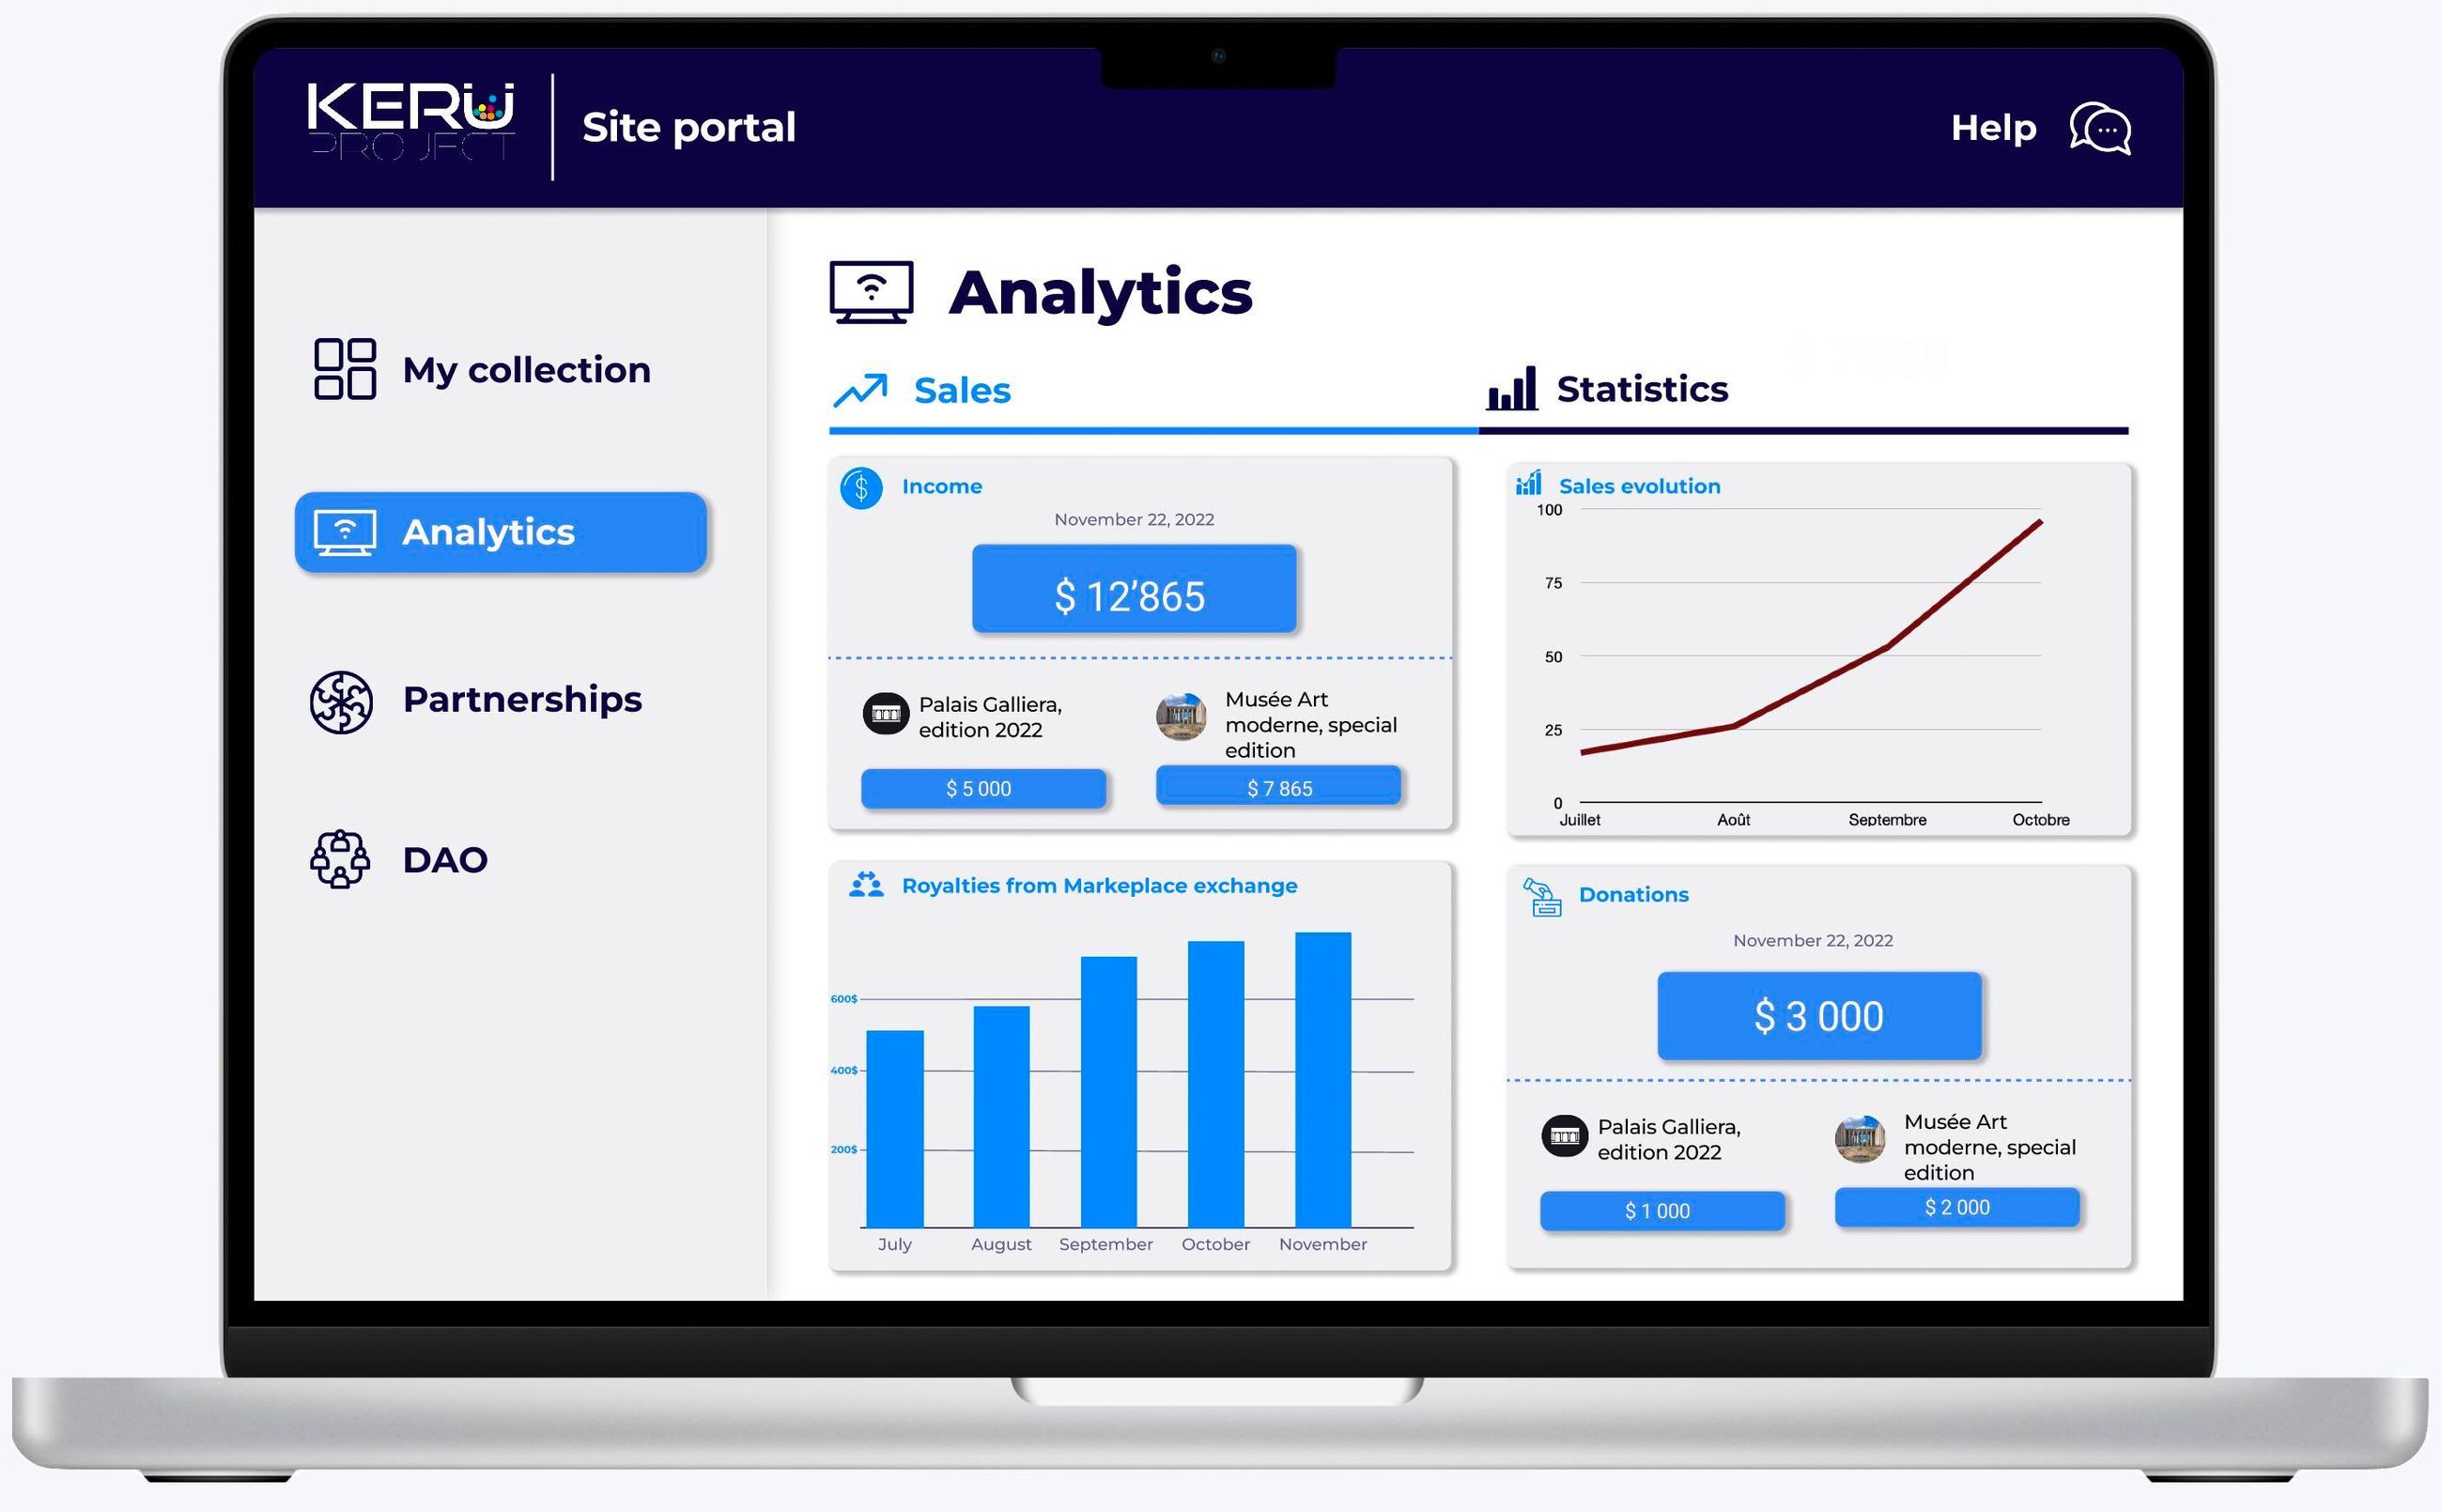 KERU
PROJECT
Site portal
Help
My collection
Analytics
Partnerships
DAO
Analytics
Sales
Statistics
Income
November 22, 2022
$ 12’865
Palais Galliera,
edition 2022
$ 5 000
Musée Art
moderne, special
edition
$ 7 865
Sales evolution
100
75
50
25
0
Juillet Août Septembre Octobre
Royalties from Markeplace exchange
600$
400$
200$
July August September October November
Donations
November 22, 2022
$ 3 000
Palais Galliera,
edition 2022
$ 1 000
Musée Art
moderne, special
edition
$ 2 000